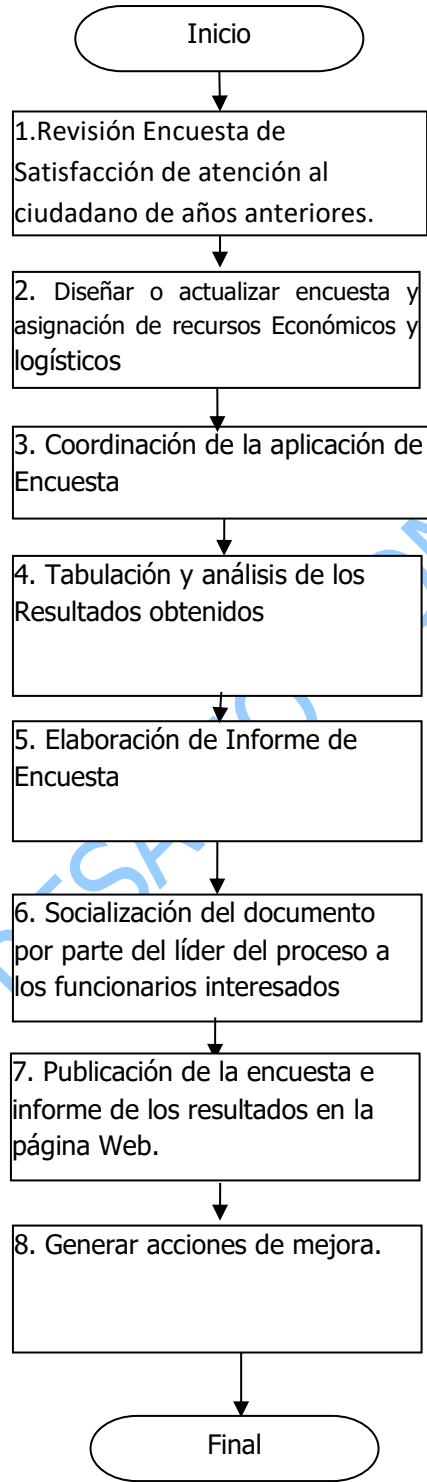 Inicio
1.Revisión Encuesta de
Satisfacción de atención al
ciudadano de años anteriores.
2. Diseñar o actualizar encuesta y
asignación de recursos Económicos y
logísticos
3. Coordinación de la aplicación de
Encuesta
4. Tabulación y análisis de los
Resultados obtenidos
5. Elaboración de Informe de
Encuesta
6. Socialización del documento
por parte del líder del proceso a
los funcionarios interesados
7. Publicación de la encuesta e
informe de los resultados en la
página Web.
8. Generar acciones de mejora.
Final